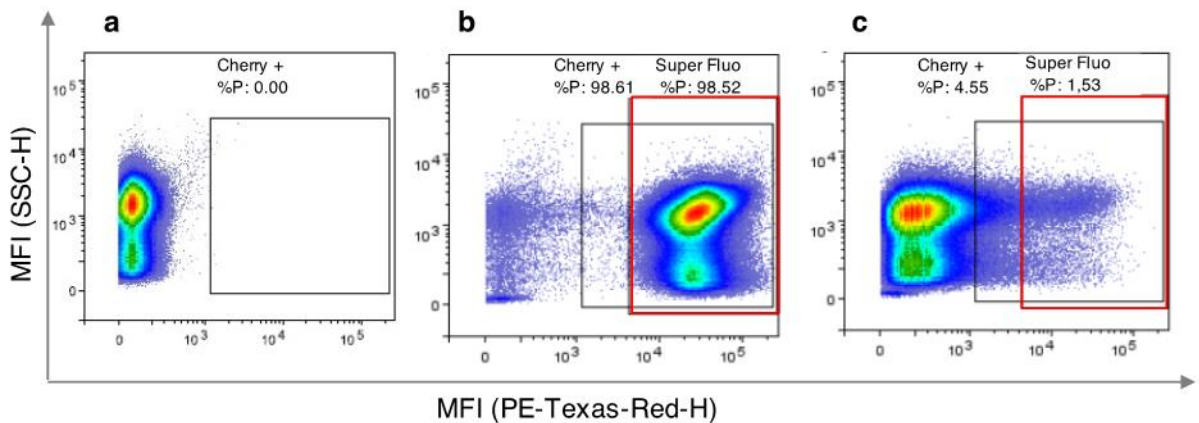 a
b
c
Cherry +
%P: 0.00
Cherry +
%P: 98.61
Super Fluo
%P: 98.52
Cherry +
%P: 4.55
Super Fluo
%P: 1,53
MFI (SSC-H)
10⁵
10⁴
10³
0
0
10³
10⁴
10⁵
10⁵
10⁴
10³
0
0
10³
10⁴
10⁵
10⁵
10⁴
10³
0
0
10³
10⁴
10⁵
MFI (PE-Texas-Red-H)